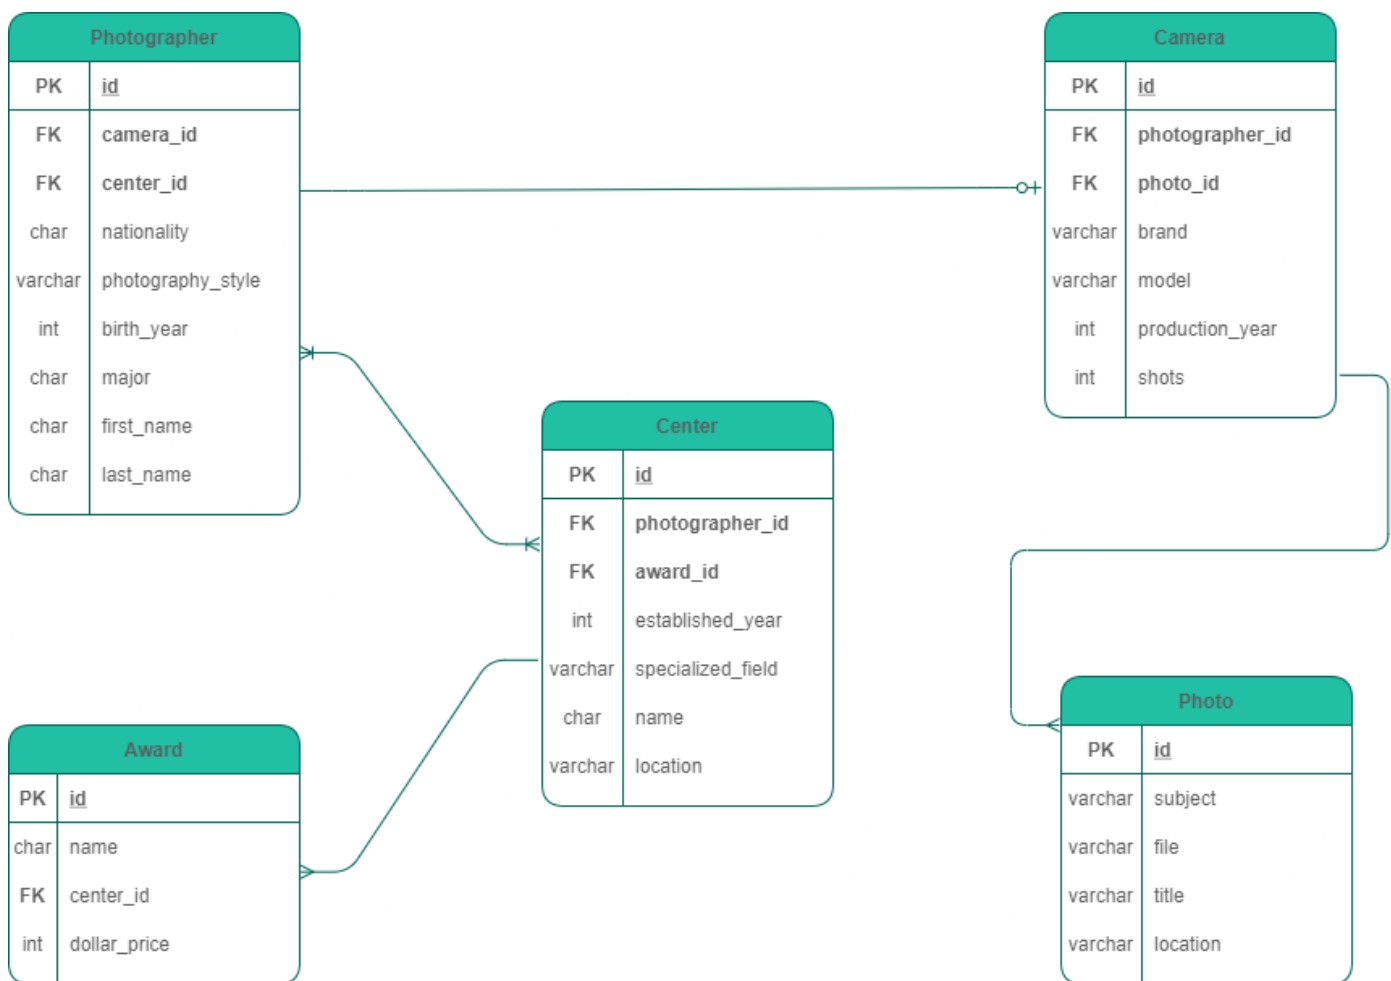 Photographer
PK id
FK camera_id
FK center_id
char nationality
varchar photography_style
int birth_year
char major
char first_name
char last_name
Camera
PK id
FK photographer_id
FK photo_id
varchar brand
varchar model
int production_year
int shots
Center
PK id
FK photographer_id
FK award_id
int established_year
varchar specialized_field
char name
varchar location
Award
PK id
char name
FK center_id
int dollar_price
Photo
PK id
varchar subject
varchar file
varchar title
varchar location